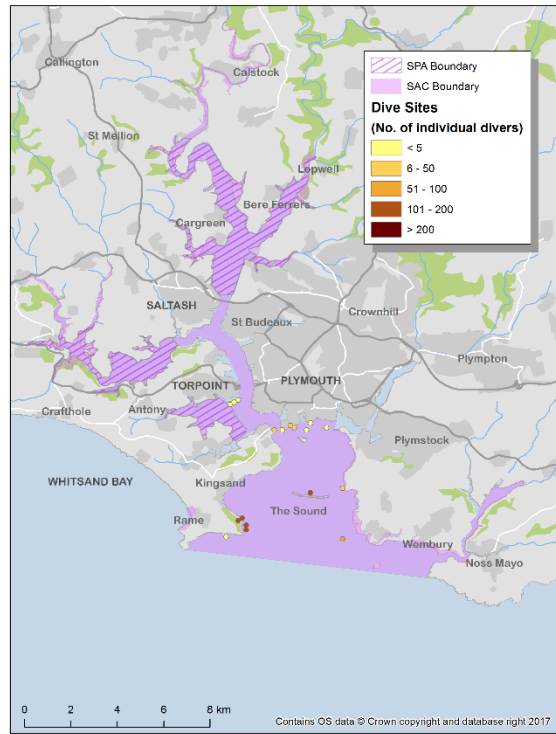 Callington
Calstock
St Mellion
Lopwell
Bere Ferrers
Cargreen
SALTASH
St Budeaux
Crownhill
Plympton
TORPOINT
PLYMOUTH
Crafthole
Antony
Plymstock
WHITSAND BAY
Kingsand
The Sound
Rame
Wembury
Noss Mayo
SPA Boundary
SAC Boundary
Dive Sites
(No. of individual divers)
< 5
6 - 50
51 - 100
101 - 200
> 200
0 2 4 8 km
Contains OS data © Crown copyright and database right 2017